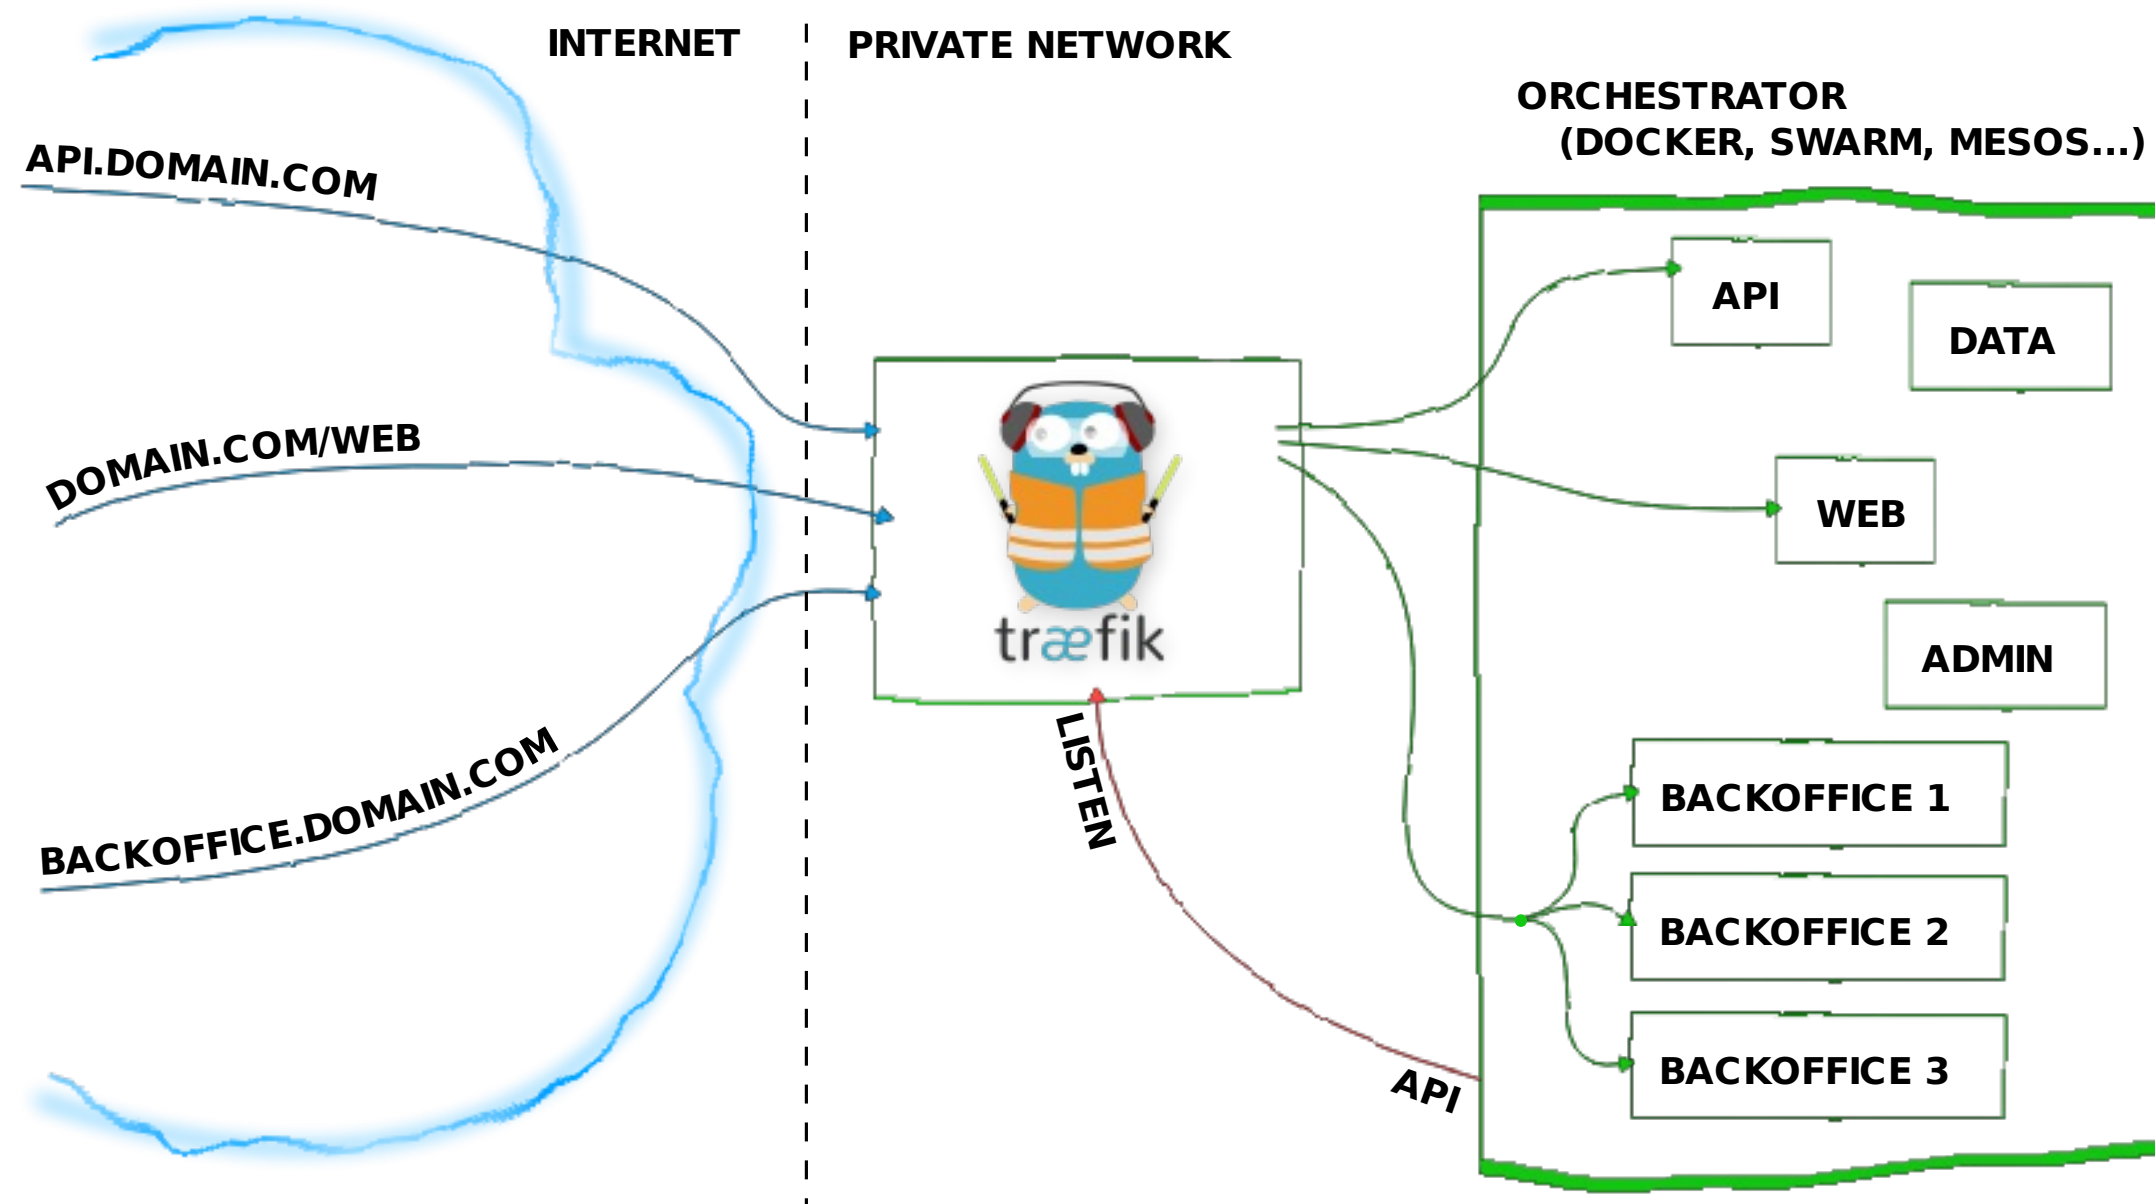 INTERNET
PRIVATE NETWORK
ORCHESTRATOR
(DOCKER, SWARM, MESOS...)
API.DOMAIN.COM
DOMAIN.COM/WEB
BACKOFFICE.DOMAIN.COM
træfik
LISTEN
API
API
DATA
WEB
ADMIN
BACKOFFICE 1
BACKOFFICE 2
BACKOFFICE 3